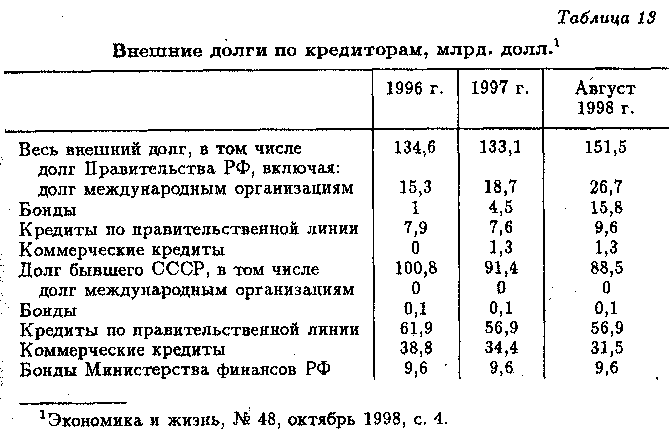 Таблица 13
Внешние долги по кредиторам, млрд. долл.¹
1996 г. 1997 г. Август
1998 г.
Весь внешний долг, в том числе 134,6 133,1 151,5
долг Правительства РФ, включая:
долг международным организациям 15,3 18,7 26,7
Бонды 1 4,5 15,8
Кредиты по правительственной линии 7,9 7,6 9,6
Коммерческие кредиты 0 1,3 1,3
Долг бывшего СССР, в том числе 100,8 91,4 88,5
долг международным организациям 0 0 0
Бонды 0,1 0,1 0,1
Кредиты по правительственной линии 61,9 56,9 56,9
Коммерческие кредиты 38,8 34,4 31,5
Бонды Министерства финансов РФ 9,6 9,6 9,6
¹Экономика и жизнь, № 48, октябрь 1998, с. 4.